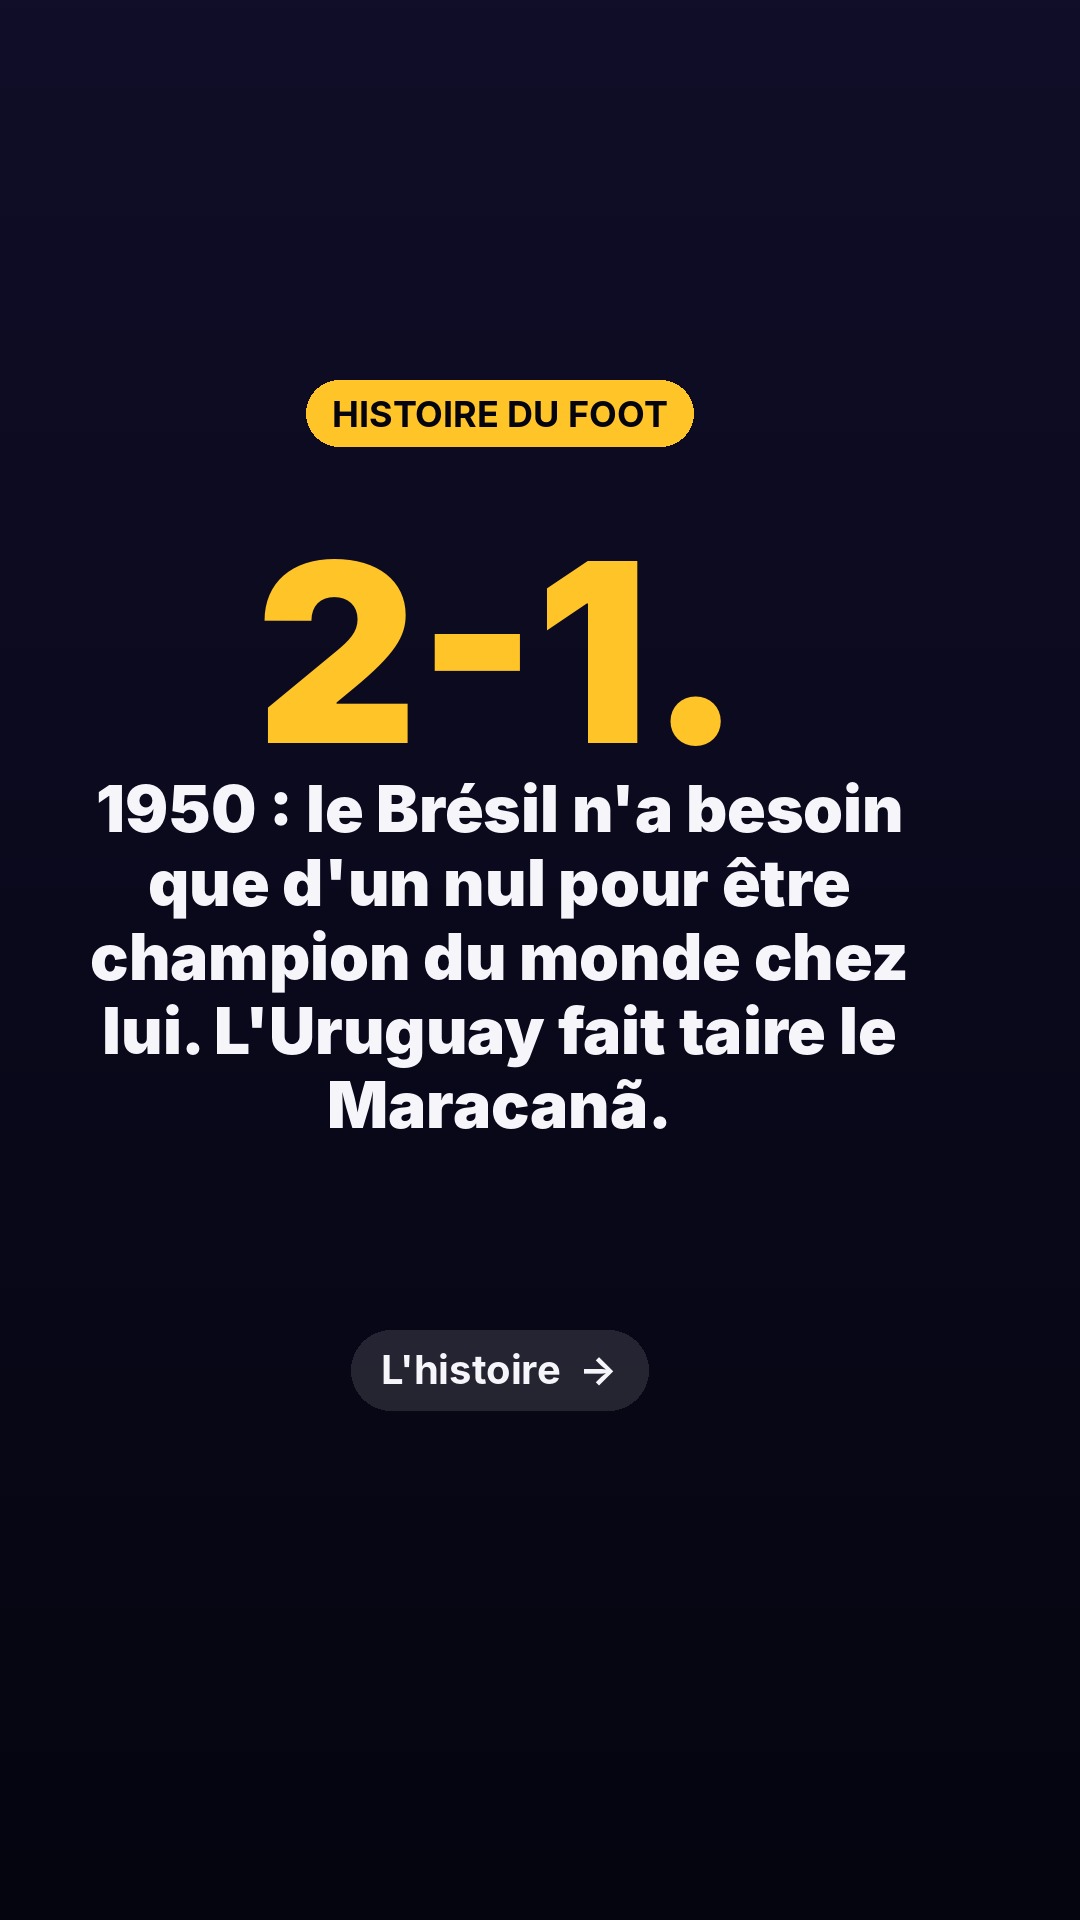 HISTOIRE DU FOOT
2-1.
1950 : le Brésil n'a besoin
que d'un nul pour être
champion du monde chez
lui. L'Uruguay fait taire le
Maracanã.
L'histoire →